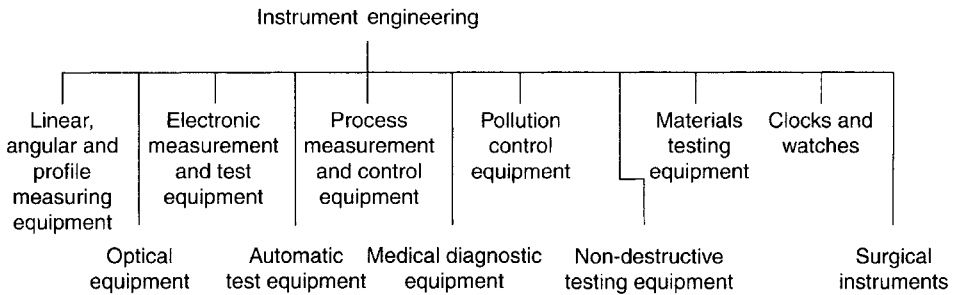 Instrument engineering
Linear,
angular and
profile
measuring
equipment
Electronic
measurement
and test
equipment
Process
measurement
and control
equipment
Pollution
control
equipment
Materials
testing
equipment
Clocks and
watches
Optical
equipment
Automatic
test equipment
Medical diagnostic
equipment
Non-destructive
testing equipment
Surgical
instruments